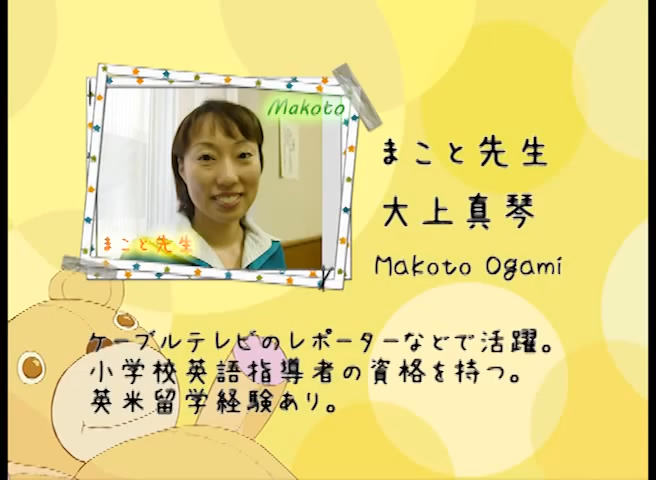 Makoto
まこと先生
まこと先生
大上真琴
Makoto Ogami
ケーブルテレビのレポーターなどで活躍。
小学校英語指導者の資格を持つ。
英米留学経験あり。